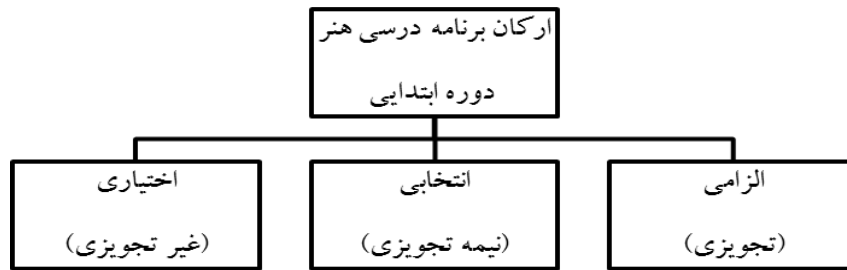 ارکان برنامه درسی هنر
دوره ابتدایی
الزامی
(تجویزی)
انتخابی
(نیمه تجویزی)
اختیاری
(غیر تجویزی)